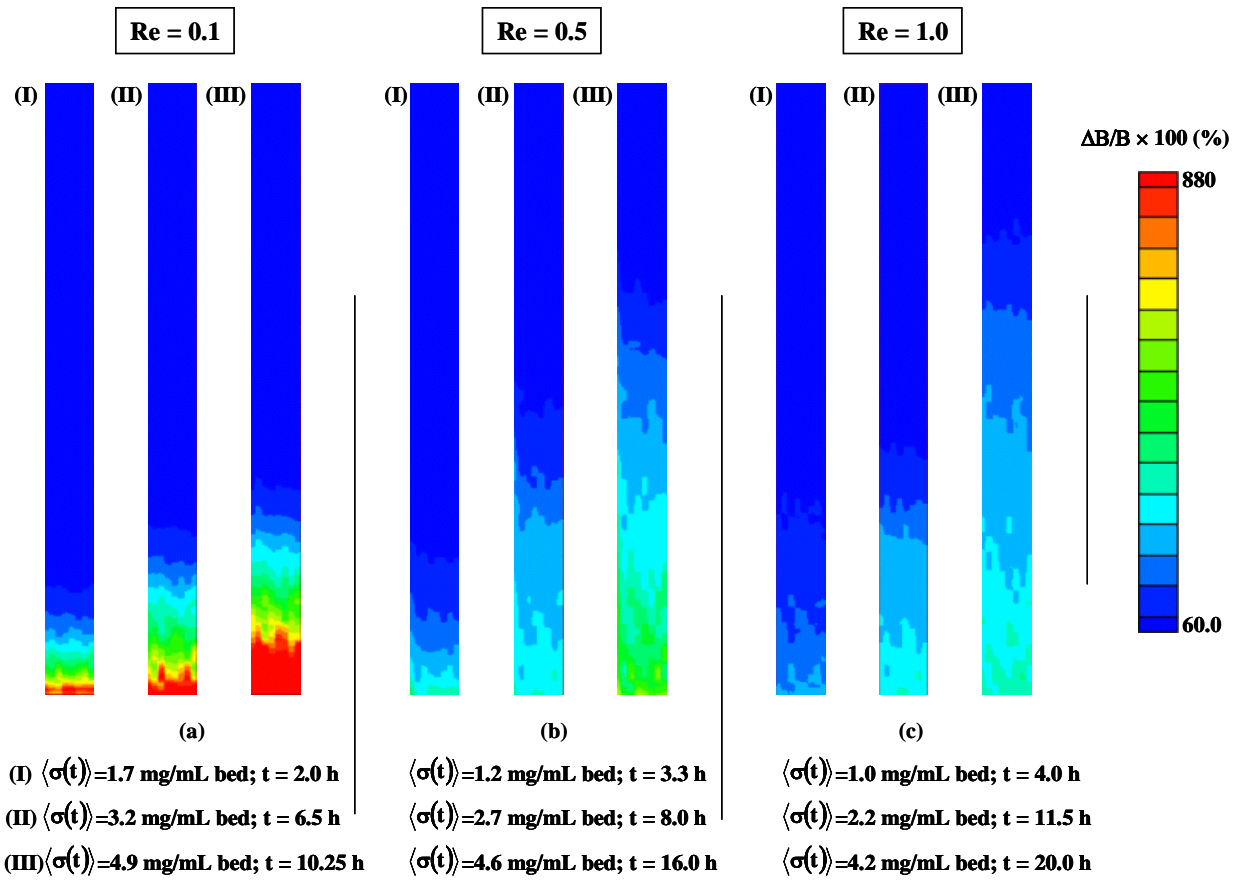 Re = 0.1
Re = 0.5
Re = 1.0
(I) (II) (III)
(I) (II) (III)
(I) (II) (III)
ΔB/B × 100 (%)
880
60.0
(a)
(b)
(c)
(I) ⟨σ(t)⟩=1.7 mg/mL bed; t = 2.0 h
⟨σ(t)⟩=1.2 mg/mL bed; t = 3.3 h
⟨σ(t)⟩=1.0 mg/mL bed; t = 4.0 h
(II) ⟨σ(t)⟩=3.2 mg/mL bed; t = 6.5 h
⟨σ(t)⟩=2.7 mg/mL bed; t = 8.0 h
⟨σ(t)⟩=2.2 mg/mL bed; t = 11.5 h
(III)⟨σ(t)⟩=4.9 mg/mL bed; t = 10.25 h
⟨σ(t)⟩=4.6 mg/mL bed; t = 16.0 h
⟨σ(t)⟩=4.2 mg/mL bed; t = 20.0 h